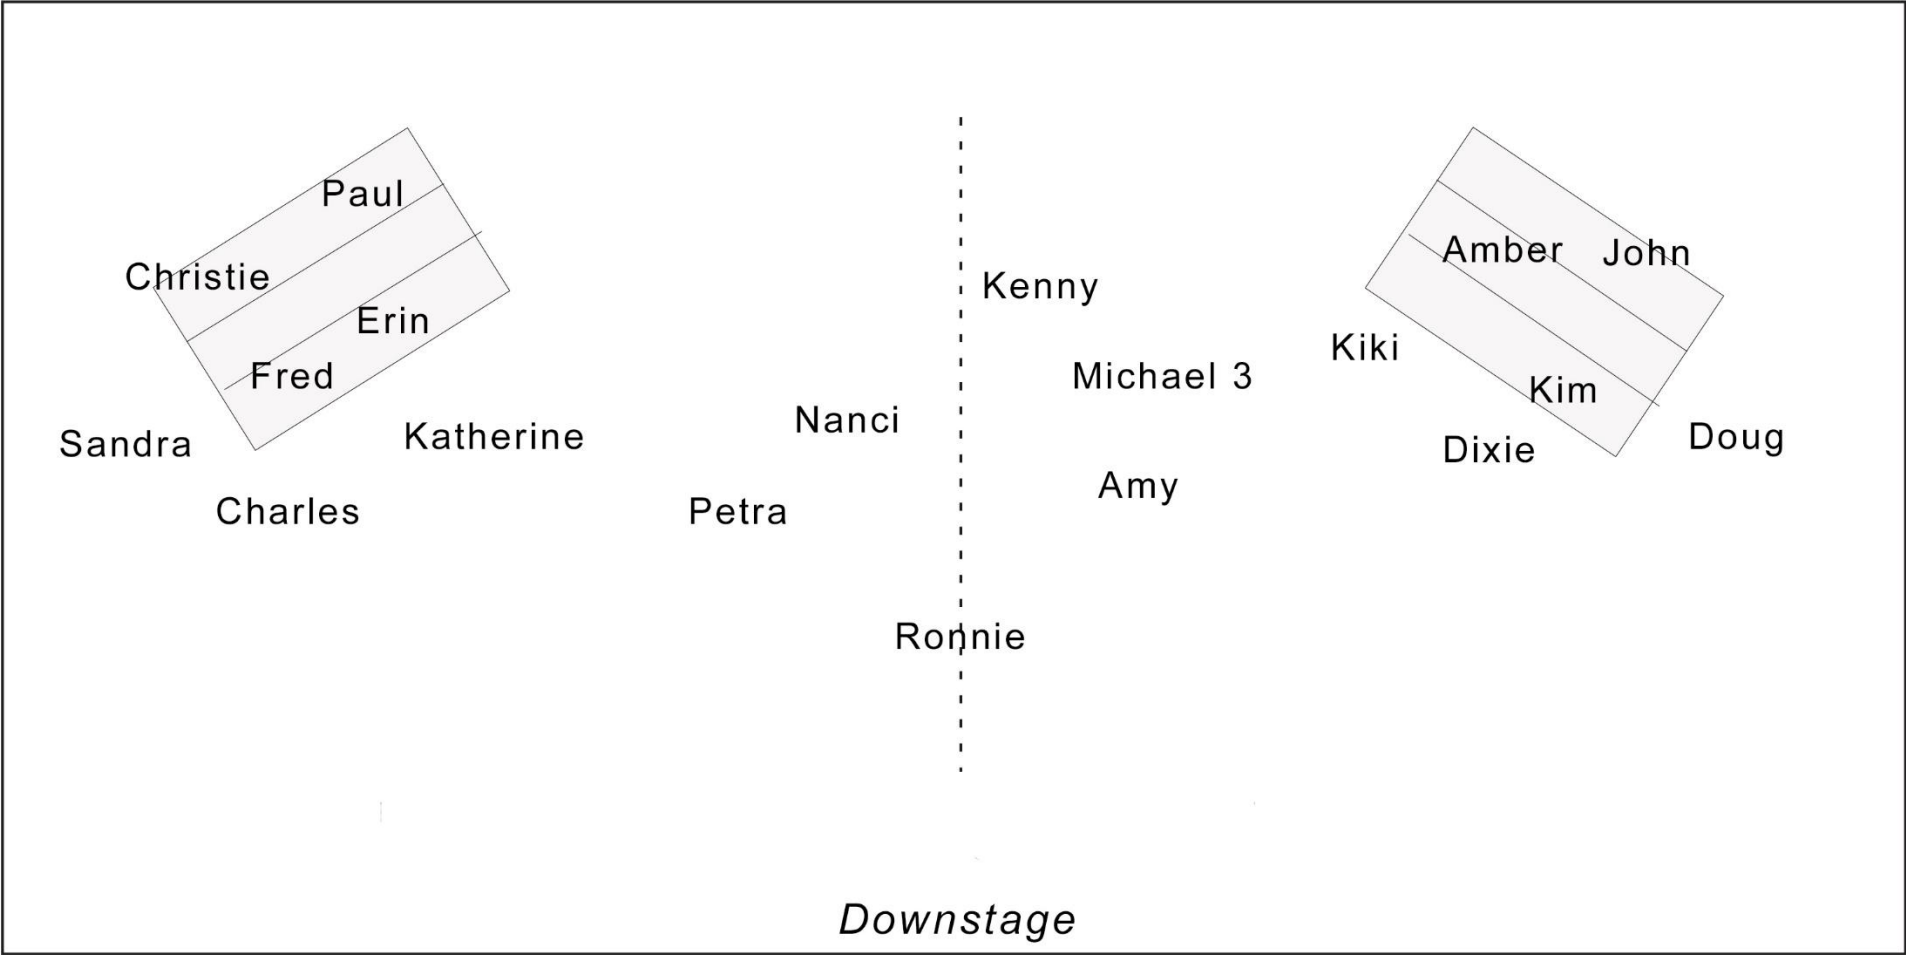 Paul
Christie
Erin
Fred
Sandra
Katherine
Charles
Nanci
Petra
Ronnie
Kenny
Michael 3
Amy
Amber
John
Kiki
Kim
Dixie
Doug
Downstage